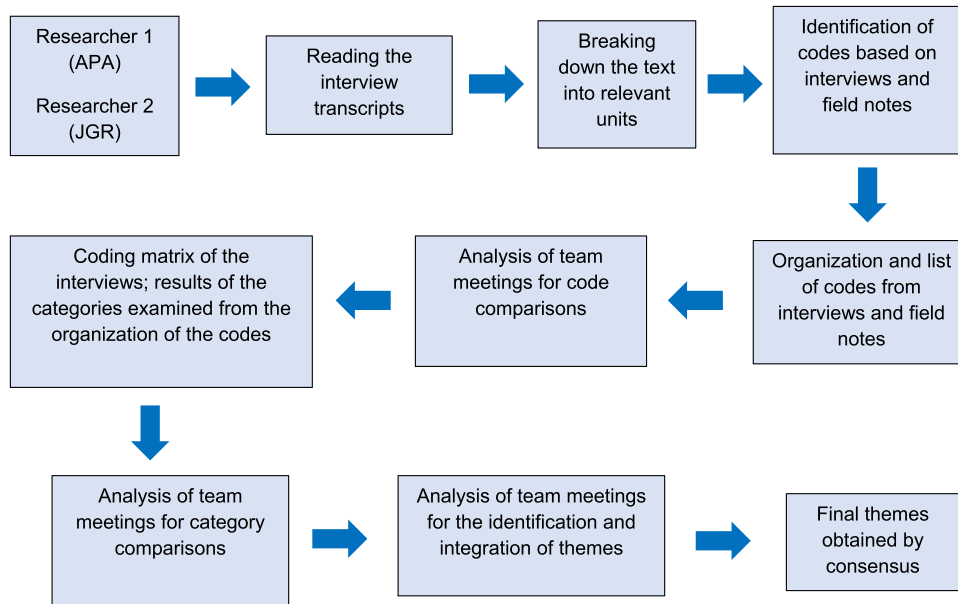 Researcher 1
(APA)
Researcher 2
(JGR)
Reading the
interview
transcripts
Breaking
down the text
into relevant
units
Identification of
codes based on
interviews and
field notes
Organization and list
of codes from
interviews and field
notes
Analysis of team
meetings for code
comparisons
Coding matrix of the
interviews; results of the
categories examined from the
organization of the codes
Analysis of team
meetings for category
comparisons
Analysis of team meetings
for the identification and
integration of themes
Final themes
obtained by
consensus